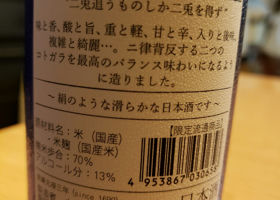 "二兎追うものしか二兎を得ず"
味と香、酸と旨、重と軽、甘と辛、入りと後味、
複雑と綺麗…。二律背反する二つの
コトガラを最高のバランス味わいになるように
造りました。
～絹のような滑らかな日本酒です～
原材料名：米（国産）
米麹（国産米）
精米歩合：70%
アルコール分：13%
【限定流通商品】
4 953867 03065
日本酒